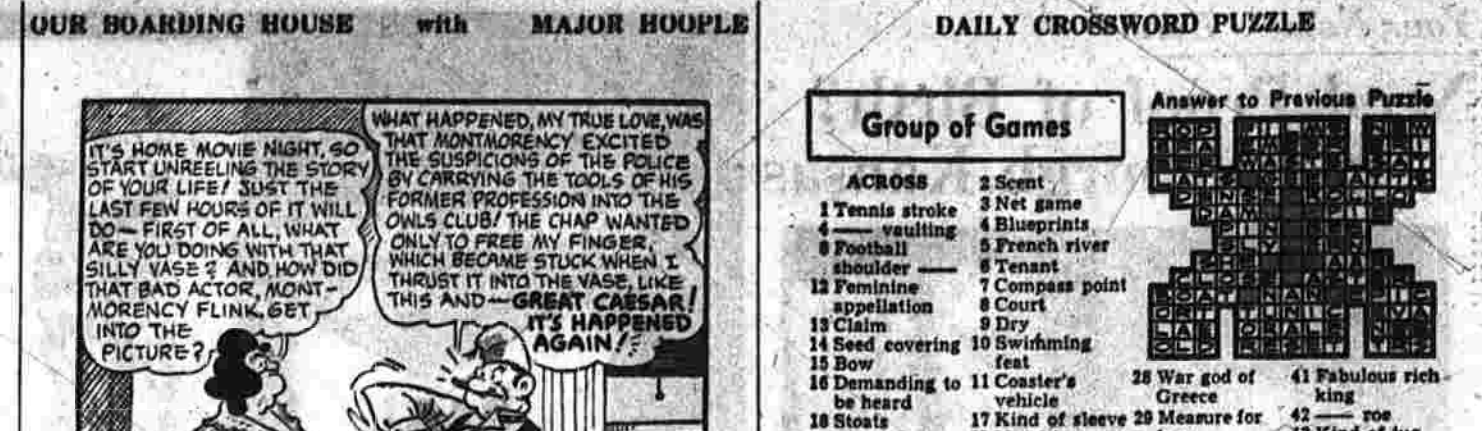 OUR BOARDING HOUSE with MAJOR HOOPLE
IT'S HOME MOVIE NIGHT, SO
START UNREELING THE STORY
OF YOUR LIFE! JUST THE
LAST FEW HOURS OF IT WILL
DO— FIRST OF ALL, WHAT
ARE YOU DOING WITH THAT
SILLY VASE? AND HOW DID
THAT BAD ACTOR, MONT-
MORENCY FLINK, GET
INTO THE
PICTURE?
WHAT HAPPENED, MY TRUE LOVE, WAS
THAT MONTMORENCY EXCITED
THE SUSPICIONS OF THE POLICE
BY CARRYING THE TOOLS OF HIS
FORMER PROFESSION INTO THE
OWLS CLUB! THE CHAP WANTED
ONLY TO FREE MY FINGER,
WHICH BECAME STUCK WHEN I
THRUST IT INTO THE VASE, LIKE
THIS AND— GREAT CAESAR!
IT'S HAPPENED
AGAIN!
DAILY CROSSWORD PUZZLE
Group of Games
ACROSS
1 Tennis stroke
4 —— vaulting
8 Football
shoulder ——
12 Feminine
appellation
13 Claim
14 Seed covering
15 Bow
16 Demanding to
be heard
18 Stoats
2 Scent
3 Net game
4 Blueprints
5 French river
6 Tenant
7 Compass point
8 Court
9 Dry
10 Swimming
feat
11 Coaster's
vehicle
17 Kind of sleeve
Answer to Previous Puzzle
28 War god of
Greece
29 Measure for
41 Fabulous rich
king
42 —— roe